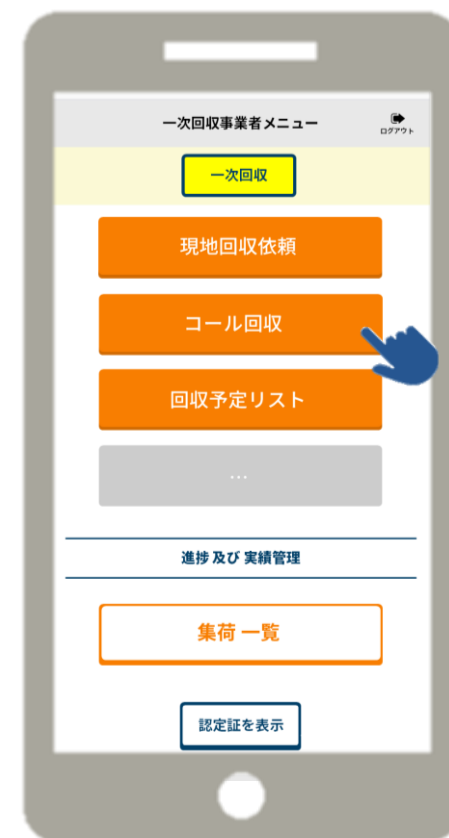 一次回収事業者メニュー
ログアウト
一次回収
現地回収依頼
コール回収
回収予定リスト
...
進捗 及び 実績管理
集荷 一覧
認定証を表示